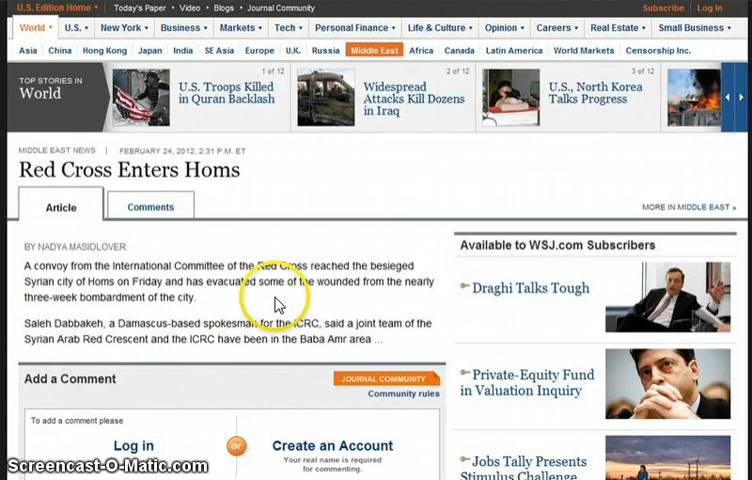 U.S. Edition Home
Today's Paper • Video • Blogs • Journal Community
Subscribe Log In
World U.S. New York Business Markets Tech Personal Finance Life & Culture Opinion Careers Real Estate Small Business
Asia China Hong Kong Japan India SE Asia Europe U.K. Russia Middle East Africa Canada Latin America World Markets Censorship Inc.
TOP STORIES IN
World
1 of 12
U.S. Troops Killed
in Quran Backlash
2 of 12
Widespread
Attacks Kill Dozens
in Iraq
3 of 12
U.S., North Korea
Talks Progress
MIDDLE EAST NEWS | FEBRUARY 24, 2012, 2:31 P.M. ET
Red Cross Enters Homs
Article Comments
MORE IN MIDDLE EAST »
BY NADYA MASIDLOVER
A convoy from the International Committee of the Red Cross reached the besieged
Syrian city of Homs on Friday and has evacuated some of the wounded from the nearly
three-week bombardment of the city.
Saleh Dabbakeh, a Damascus-based spokesman for the ICRC, said a joint team of the
Syrian Arab Red Crescent and the ICRC have been in the Baba Amr area ...
Add a Comment
JOURNAL COMMUNITY
Community rules
To add a comment please
Log in
or
Create an Account
Your real name is required
for commenting.
Available to WSJ.com Subscribers
Draghi Talks Tough
Private-Equity Fund
in Valuation Inquiry
Jobs Tally Presents
Stimulus Challenge
Screencast-O-Matic.com